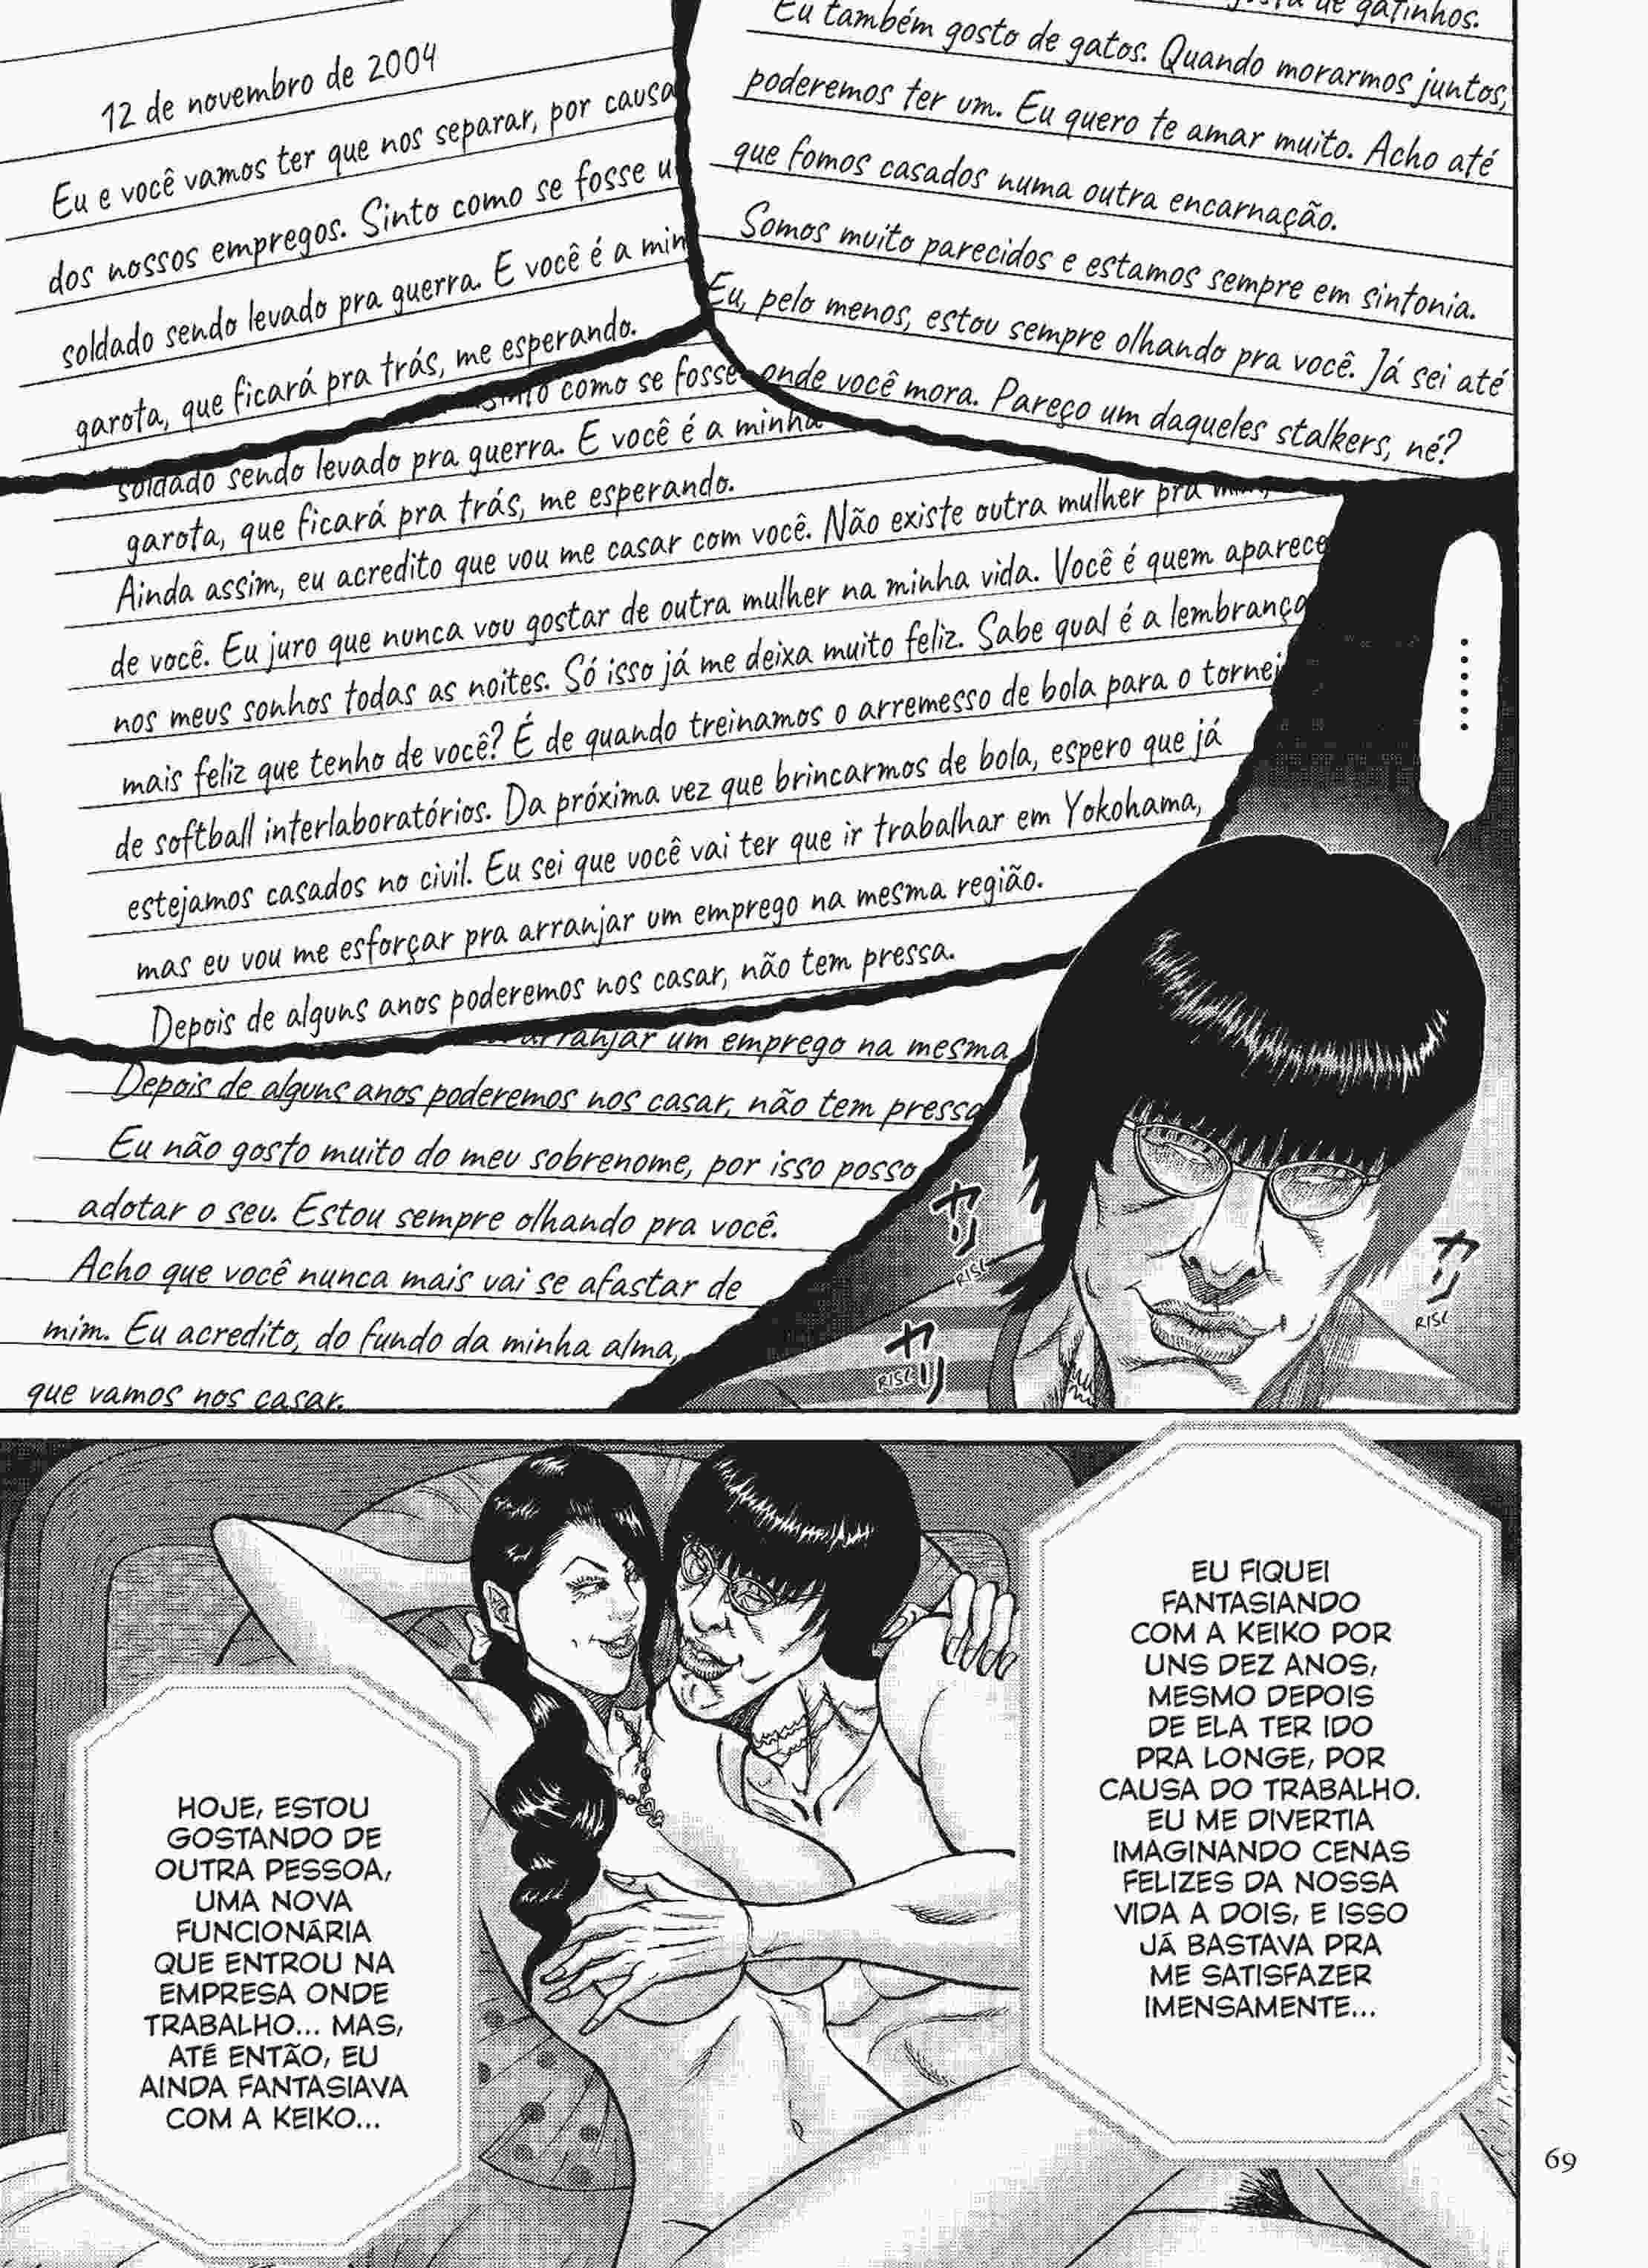 gatinhos.
Eu também gosto de gatos. Quando morarmos juntos,
poderemos ter um. Eu quero te amar muito. Acho até
que fomos casados numa outra encarnação.
Somos muito parecidos e estamos sempre em sintonia.
Eu, pelo menos, estou sempre olhando pra você. Já sei até
onde você mora. Pareço um daqueles stalkers, né?
12 de novembro de 2004
Eu e você vamos ter que nos separar, por causa
dos nossos empregos. Sinto como se fosse u
soldado sendo levado pra guerra. E você é a min
garota, que ficará pra trás, me esperando.
como se fosse
soldado sendo levado pra guerra. E você é a minha
garota, que ficará pra trás, me esperando.
Ainda assim, eu acredito que vou me casar com você. Não existe outra mulher pra
de você. Eu juro que nunca vou gostar de outra mulher na minha vida. Você é quem aparece
nos meus sonhos todas as noites. Só isso já me deixa muito feliz. Sabe qual é a lembrança
mais feliz que tenho de você? É de quando treinamos o arremesso de bola para o tornei
de softball interlaboratórios. Da próxima vez que brincarmos de bola, espero que já
estejamos casados no civil. Eu sei que você vai ter que ir trabalhar em Yokohama,
mas eu vou me esforçar pra arranjar um emprego na mesma região.
Depois de alguns anos poderemos nos casar, não tem pressa.
arranjar um emprego na mesma
Depois de alguns anos poderemos nos casar, não tem pressa
Eu não gosto muito do meu sobrenome, por isso posso
adotar o seu. Estou sempre olhando pra você.
Acho que você nunca mais vai se afastar de
mim. Eu acredito, do fundo da minha alma,
que vamos nos casar.
......
カリ
RISC
カリ
RISC
カリ
RISC
EU FIQUEI
FANTASIANDO
COM A KEIKO POR
UNS DEZ ANOS,
MESMO DEPOIS
DE ELA TER IDO
PRA LONGE, POR
CAUSA DO TRABALHO.
EU ME DIVERTIA
IMAGINANDO CENAS
FELIZES DA NOSSA
VIDA A DOIS, E ISSO
JÁ BASTAVA PRA
ME SATISFAZER
IMENSAMENTE...
HOJE, ESTOU
GOSTANDO DE
OUTRA PESSOA,
UMA NOVA
FUNCIONÁRIA
QUE ENTROU NA
EMPRESA ONDE
TRABALHO... MAS,
ATÉ ENTÃO, EU
AINDA FANTASIAVA
COM A KEIKO...
69